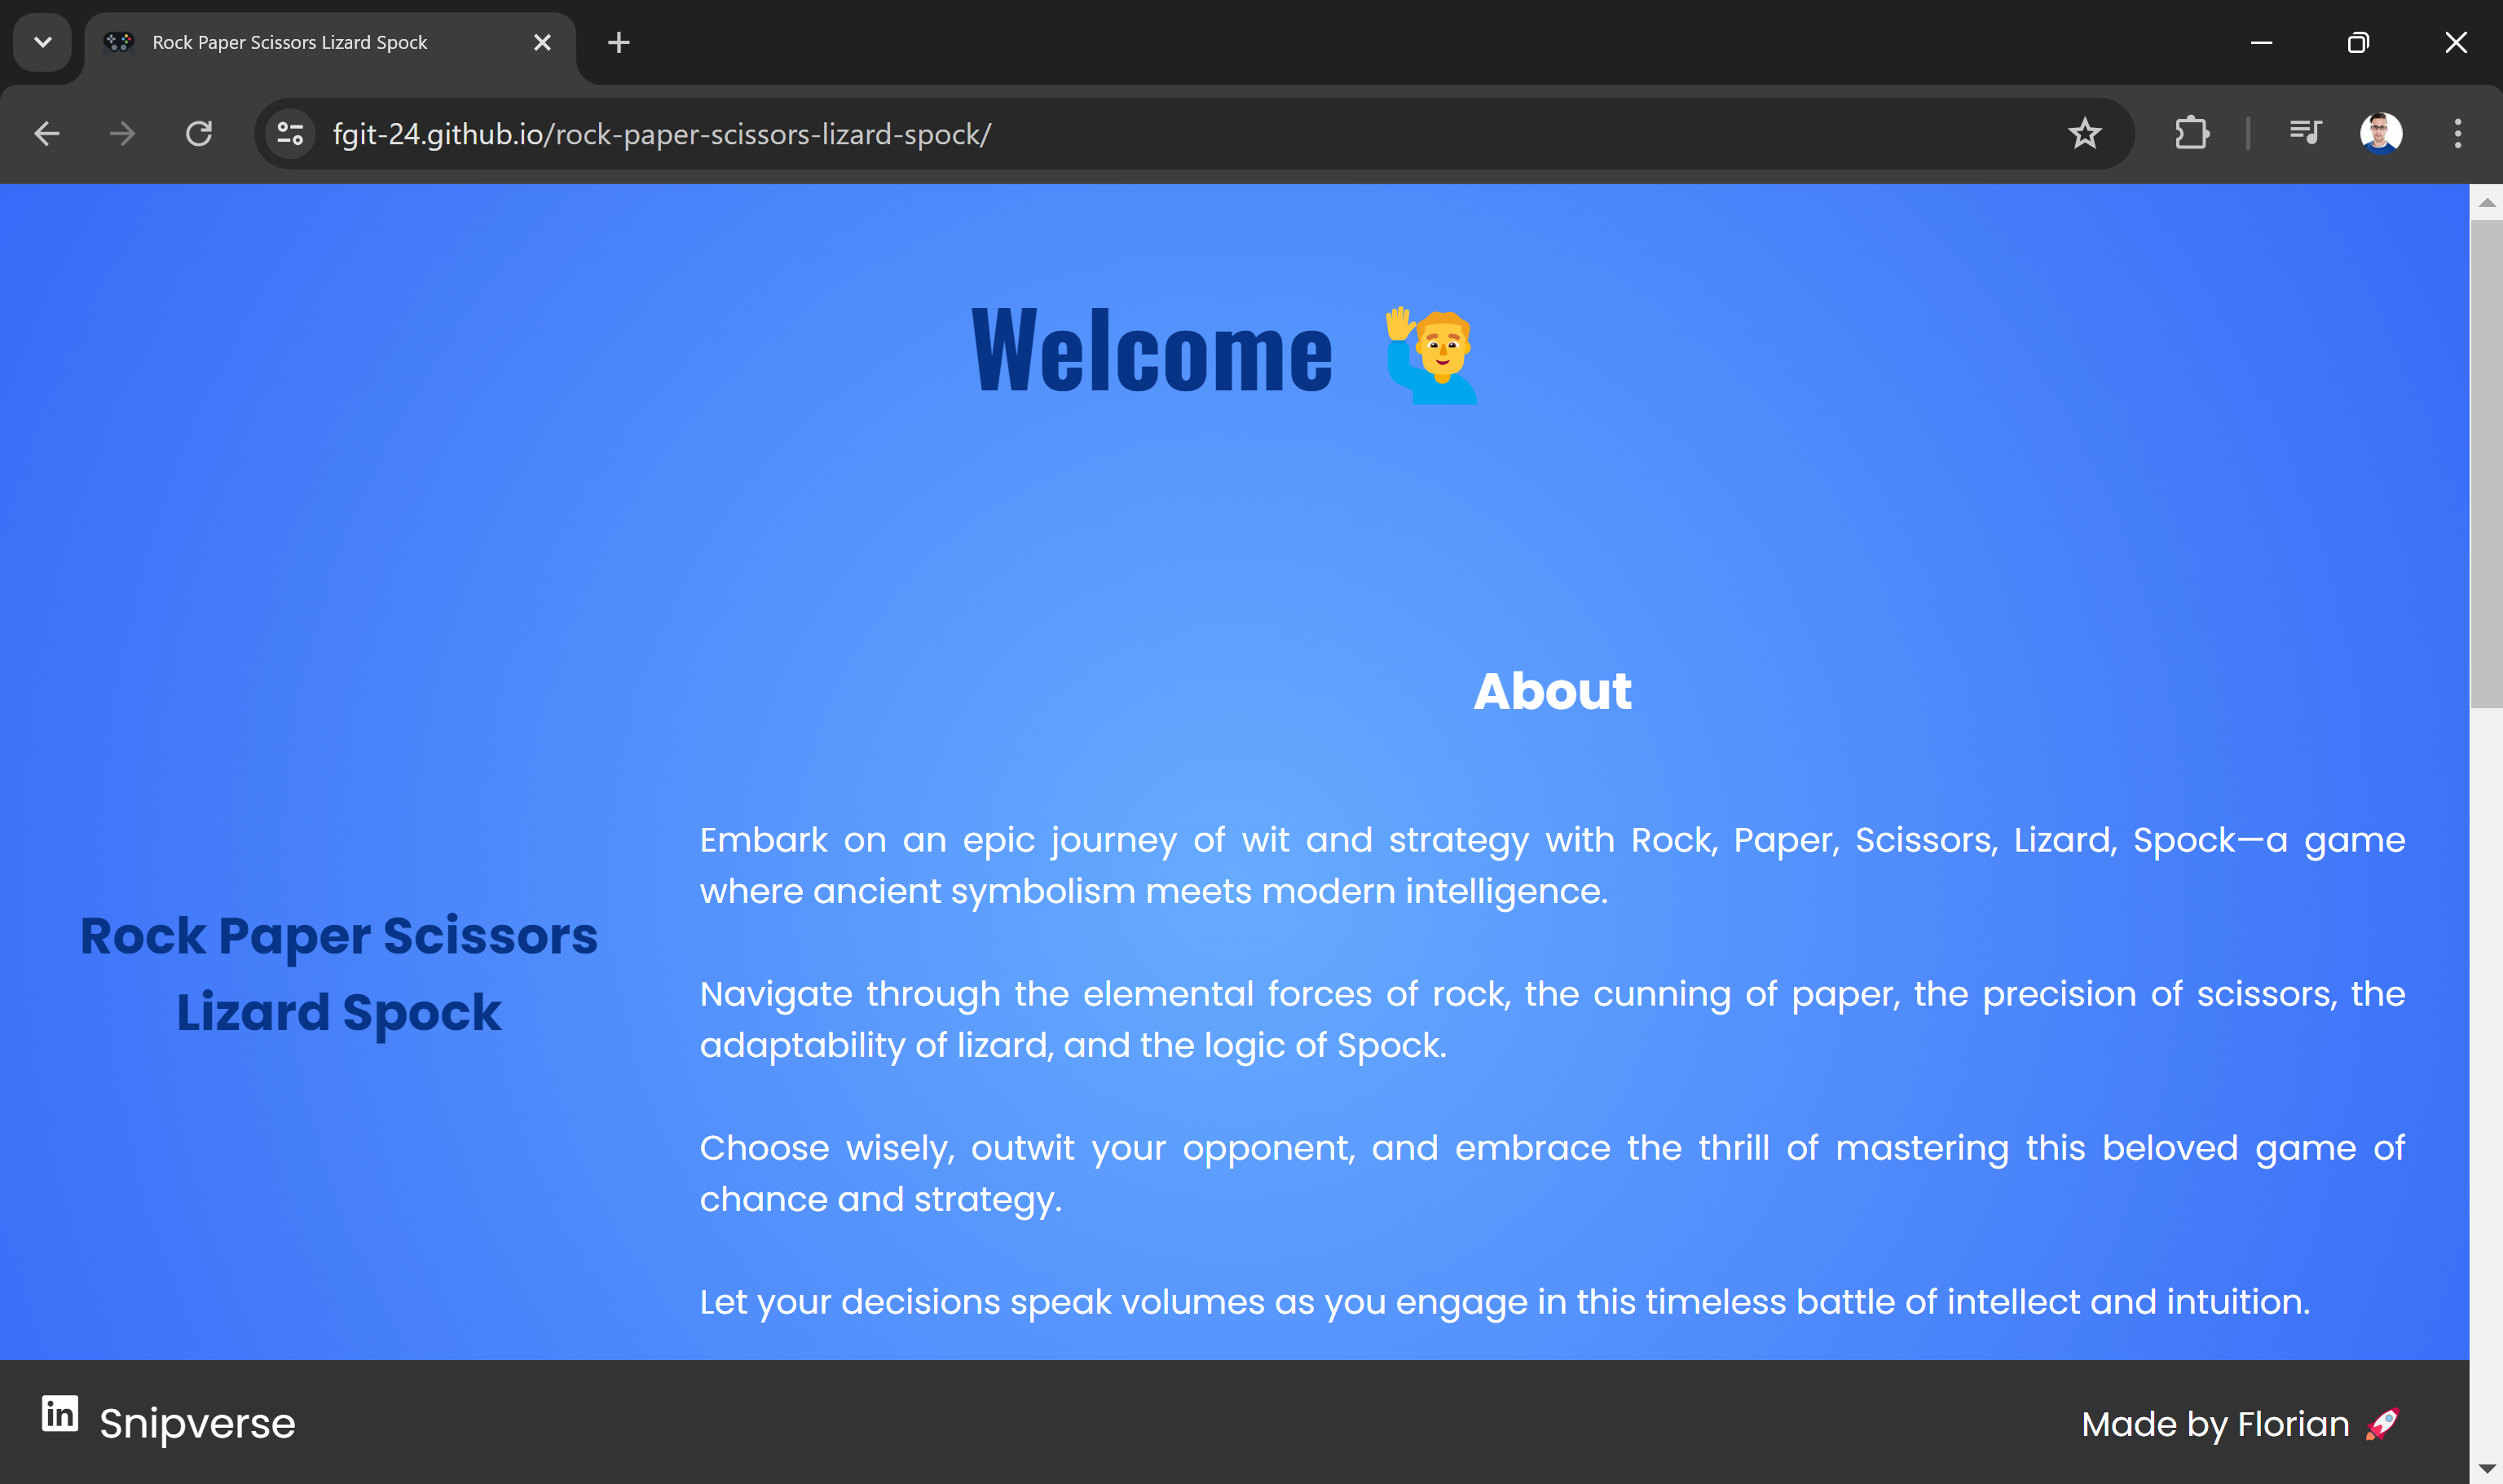 Rock Paper Scissors Lizard Spock
fgit-24.github.io/rock-paper-scissors-lizard-spock/
Welcome 🙋‍♂️
About
Embark on an epic journey of wit and strategy with Rock, Paper, Scissors, Lizard, Spock—a game
where ancient symbolism meets modern intelligence.
Navigate through the elemental forces of rock, the cunning of paper, the precision of scissors, the
adaptability of lizard, and the logic of Spock.
Choose wisely, outwit your opponent, and embrace the thrill of mastering this beloved game of
chance and strategy.
Let your decisions speak volumes as you engage in this timeless battle of intellect and intuition.
Rock Paper Scissors
Lizard Spock
in Snipverse
Made by Florian 🚀